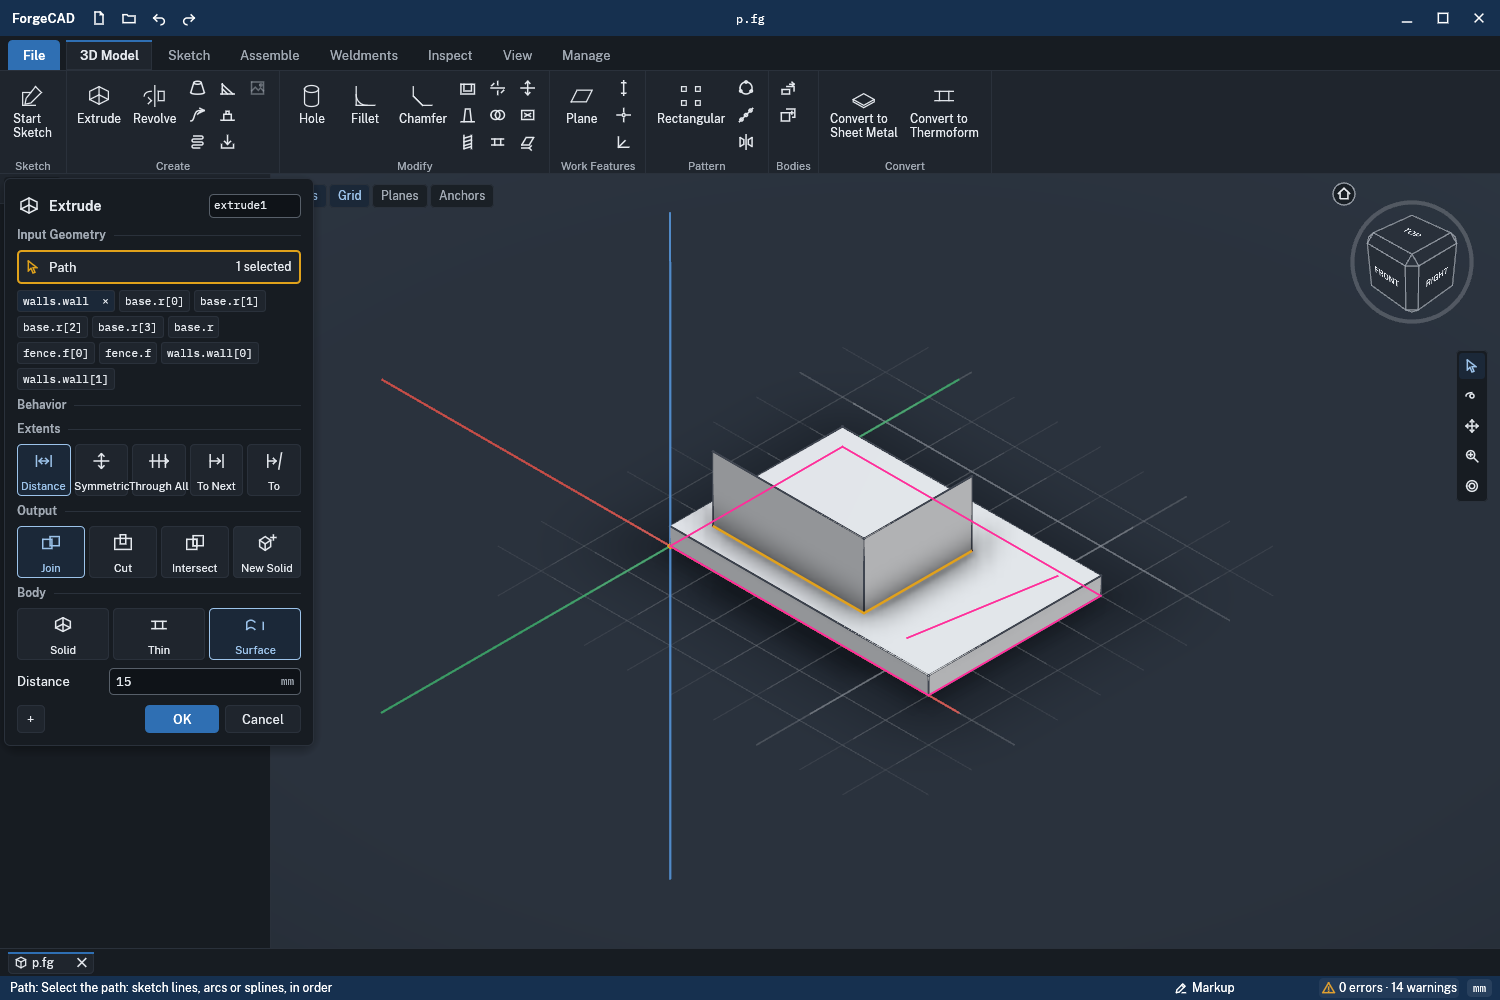 ForgeCAD
p.fg
File 3D Model Sketch Assemble Weldments Inspect View Manage
Start Sketch
Extrude
Revolve
Hole
Fillet
Chamfer
Plane
Rectangular
Convert to Sheet Metal
Convert to Thermoform
Sketch Create Modify Work Features Pattern Bodies Convert
s Grid Planes Anchors
Extrude extrude1
Input Geometry
Path 1 selected
walls.wall × base.r[0] base.r[1]
base.r[2] base.r[3] base.r
fence.f[0] fence.f walls.wall[0]
walls.wall[1]
Behavior
Extents
Distance Symmetric Through All To Next To
Output
Join Cut Intersect New Solid
Body
Solid Thin Surface
Distance 15 mm
+ OK Cancel
TOP
FRONT RIGHT
p.fg
Path: Select the path: sketch lines, arcs or splines, in order Markup 0 errors · 14 warnings mm